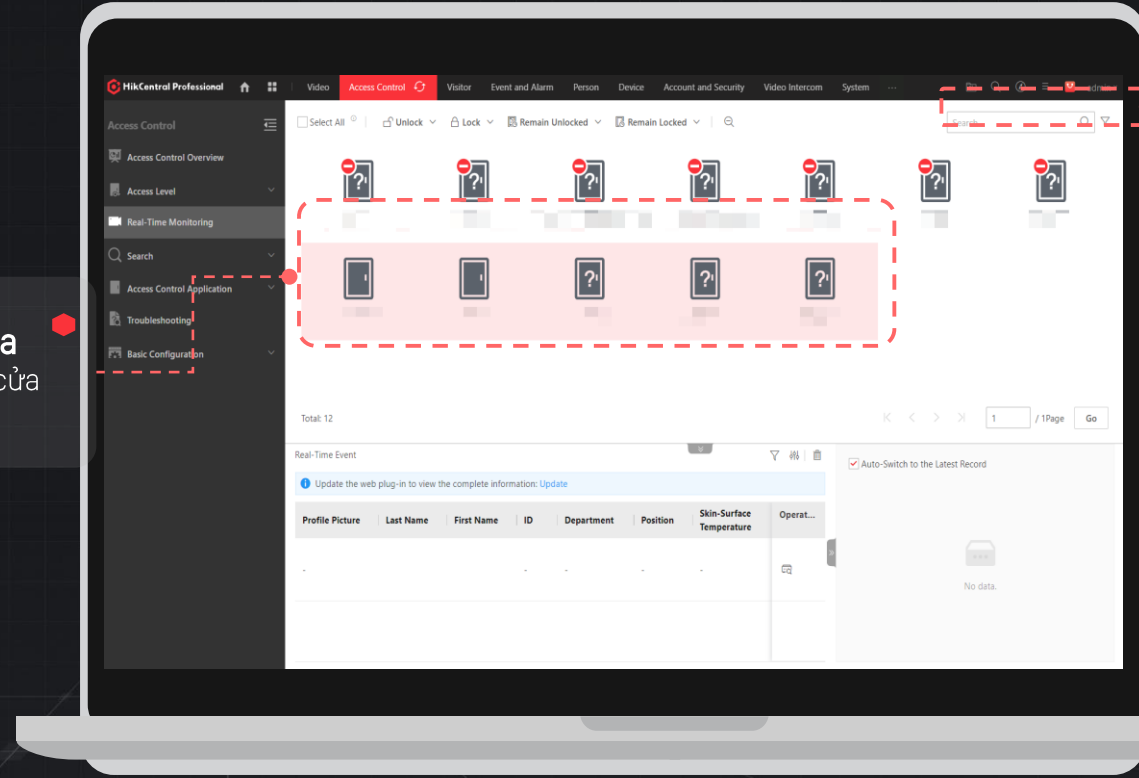 HikCentral Professional
Video
Access Control
Visitor
Event and Alarm
Person
Device
Account and Security
Video Intercom
System
admin
Access Control
Access Control Overview
Access Level
Real-Time Monitoring
Search
Access Control Application
Troubleshooting
Basic Configuration
Select All
Unlock
Lock
Remain Unlocked
Remain Locked
Search
a
cửa
Total: 12
1
/ 1Page
Go
Real-Time Event
Update the web plug-in to view the complete information: Update
Profile Picture
Last Name
First Name
ID
Department
Position
Skin-Surface
Temperature
Operat...
- - - - -
Auto-Switch to the Latest Record
No data.